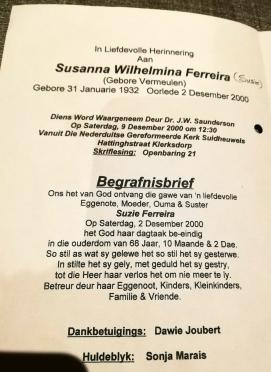 In Liefdevolle Herinnering
Aan
Susanna Wilhelmina Ferreira (Susie)
(Gebore Vermeulen)
Gebore 31 Januarie 1932 Oorlede 2 Desember 2000
Diens Word Waargeneem Deur Dr. J.W. Saunderson
Op Saterdag, 9 Desember 2000 om 12:30
Vanuit Die Nederduitse Gereformeerde Kerk Suidheuwels
Hattingstraat Klerksdorp
Skriflesing: Openbaring 21
Begrafnisbrief
Ons het van God ontvang die gawe van 'n liefdevolle
Eggenote, Moeder, Ouma & Suster
Suzie Ferreira
Op Saturday, 2 Desember 2000
het God haar dagtaak be-eindig
in die ouderdom van 68 Jaar, 10 Maande & 2 Dae.
So stil as wat sy gelewe het so stil het sy gesterwe.
In stilte het sy gely, met geduld het sy gestry,
tot die Heer haar verlos het om nie meer te ly.
Betreur deur haar Eggenoot, Kinders, Kleinkinders,
Familie & Vriende.
Dankbetuigings: Dawie Joubert
Huldeblyk: Sonja Marais